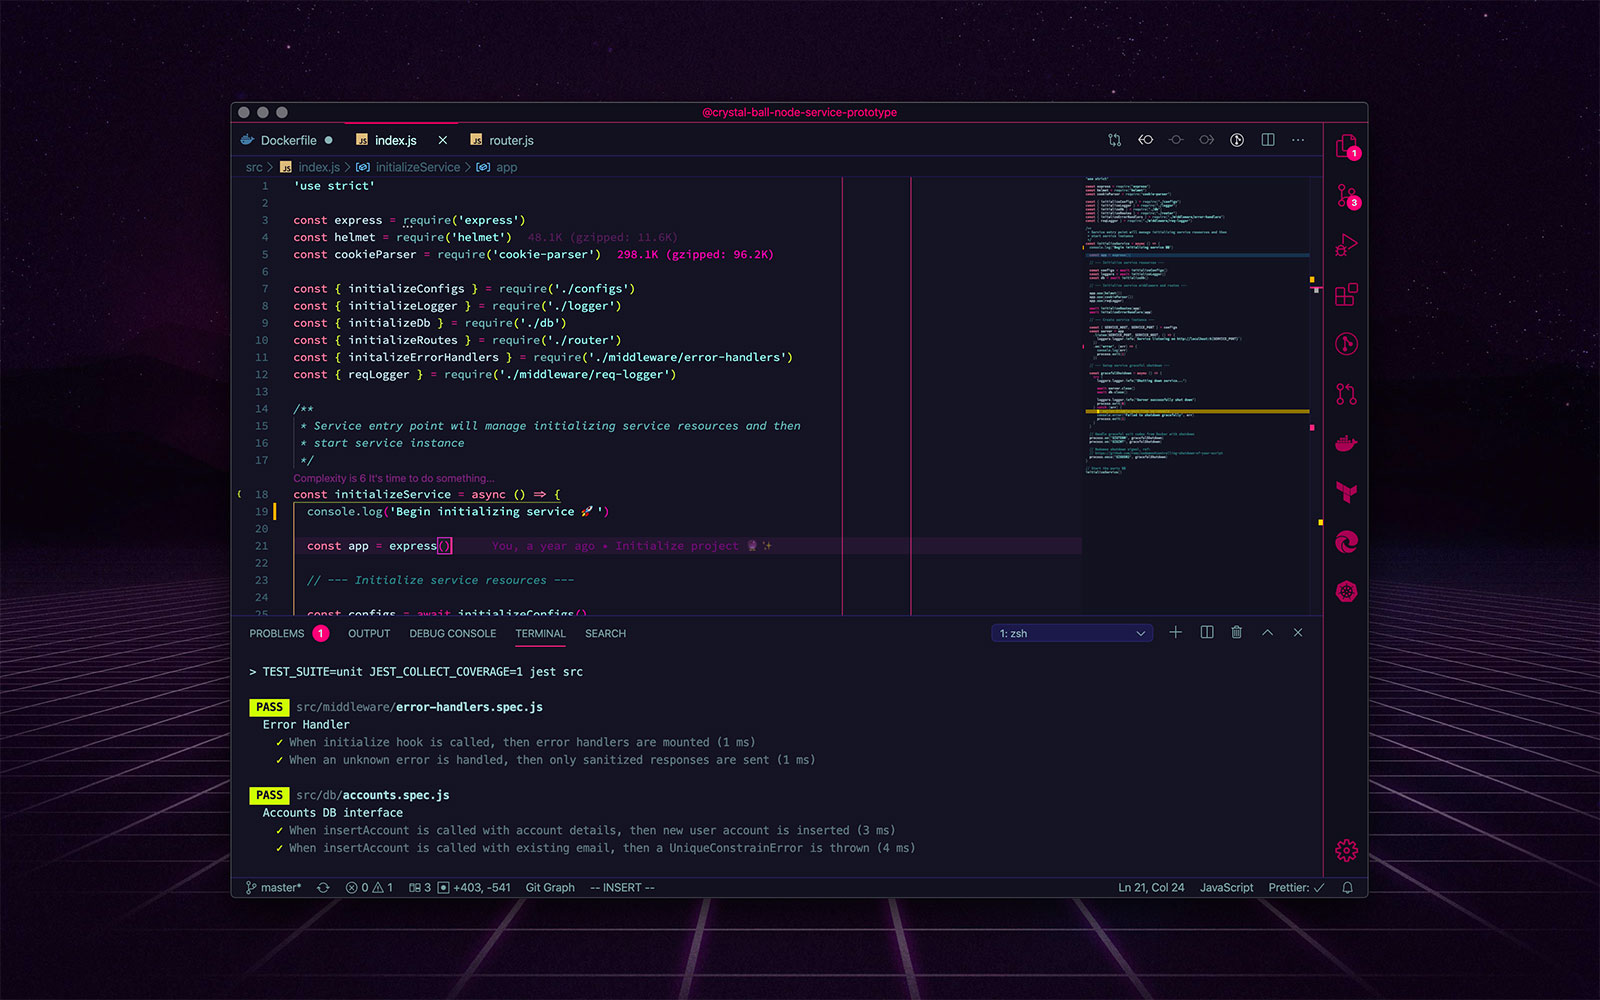 @crystal-ball-node-service-prototype
Dockerfile
index.js
router.js
src > index.js > initializeService > app
1 'use strict'
2
3 const express = require('express')
4 const helmet = require('helmet') 48.1K (gzipped: 11.6K)
5 const cookieParser = require('cookie-parser') 298.1K (gzipped: 96.2K)
6
7 const { initializeConfigs } = require('./configs')
8 const { initializeLogger } = require('./logger')
9 const { initializeDb } = require('./db')
10 const { initializeRoutes } = require('./router')
11 const { initalizeErrorHandlers } = require('./middleware/error-handlers')
12 const { reqLogger } = require('./middleware/req-logger')
13
14 /**
15 * Service entry point will manage initializing service resources and then
16 * start service instance
17 */
Complexity is 6 It's time to do something...
18 const initializeService = async () => {
19 console.log('Begin initializing service 🚀 ')
20
21 const app = express() You, a year ago • Initialize project 🔮 ✨
22
23 // --- Initialize service resources ---
24
25 const configs = await initializeConfigs()
1
3
PROBLEMS 1 OUTPUT DEBUG CONSOLE TERMINAL SEARCH
1: zsh
> TEST_SUITE=unit JEST_COLLECT_COVERAGE=1 jest src
PASS src/middleware/error-handlers.spec.js
Error Handler
✓ When initialize hook is called, then error handlers are mounted (1 ms)
✓ When an unknown error is handled, then only sanitized responses are sent (1 ms)
PASS src/db/accounts.spec.js
Accounts DB interface
✓ When insertAccount is called with account details, then new user account is inserted (3 ms)
✓ When insertAccount is called with existing email, then a UniqueConstrainError is thrown (4 ms)
master* 0 1 3 +403, -541 Git Graph -- INSERT -- Ln 21, Col 24 JavaScript Prettier: ✓